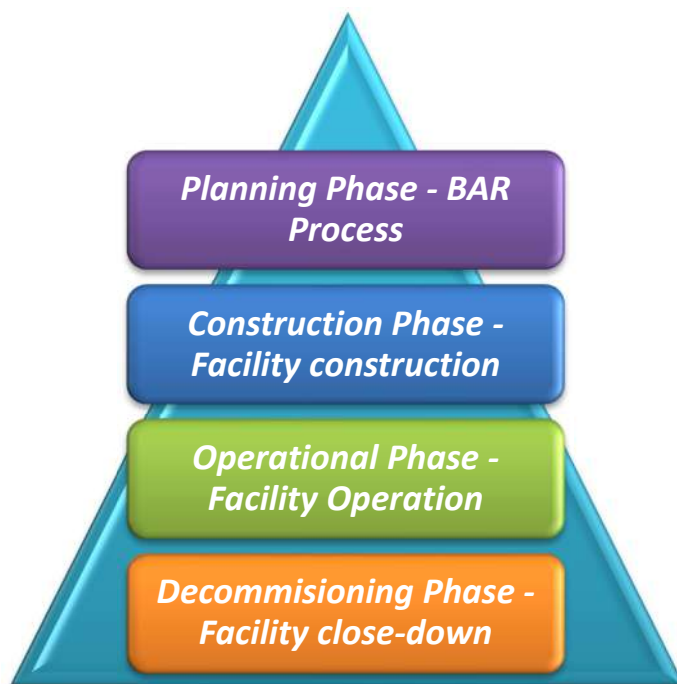 Planning Phase - BAR
Process
Construction Phase -
Facility construction
Operational Phase -
Facility Operation
Decommisioning Phase -
Facility close-down